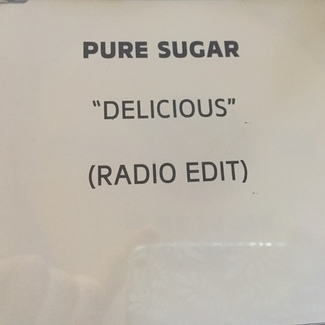 PURE SUGAR
“DELICIOUS”
(RADIO EDIT)